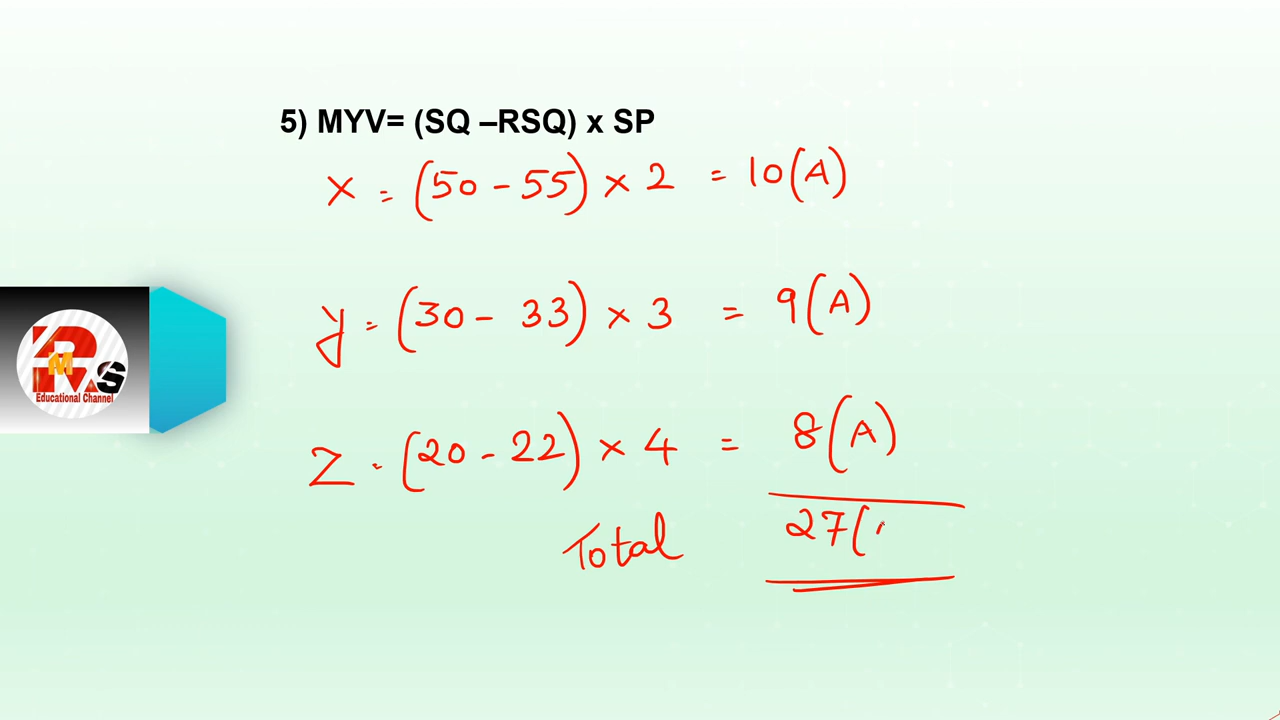 5) MYV= (SQ –RSQ) x SP
X = (50 - 55) × 2 = 10(A)
y = (30 - 33) × 3 = 9(A)
Z = (20 - 22) × 4 = 8(A)
Total 27(
M
S
Educational Channel